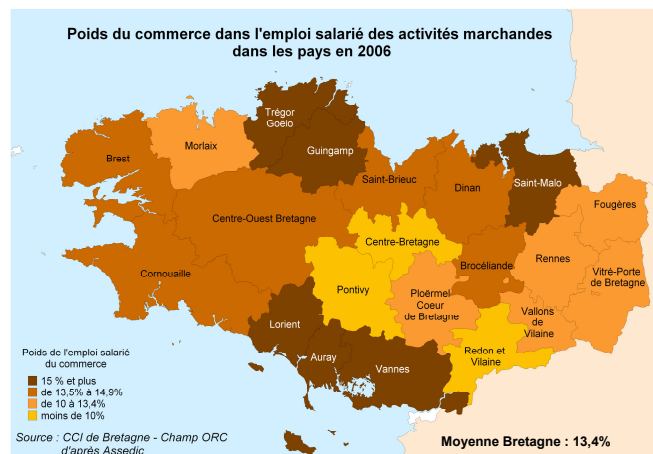 Poids du commerce dans l'emploi salarié des activités marchandes
dans les pays en 2006
Trégor
Goëlo
Guingamp
Morlaix
Brest
Saint-Brieuc
Dinan
Saint-Malo
Fougères
Centre-Ouest Bretagne
Centre-Bretagne
Brocéliande
Rennes
Vitré-Porte
de Bretagne
Cornouaille
Pontivy
Ploërmel
Coeur
de Bretagne
Vallons
de
Vilaine
Lorient
Auray
Vannes
Redon et
Vilaine
Poids de l'emploi salarié
du commerce
15 % et plus
de 13,5% à 14,9%
de 10 à 13,4%
moins de 10%
Source : CCI de Bretagne - Champ ORC
d'après Assedic
Moyenne Bretagne : 13,4%